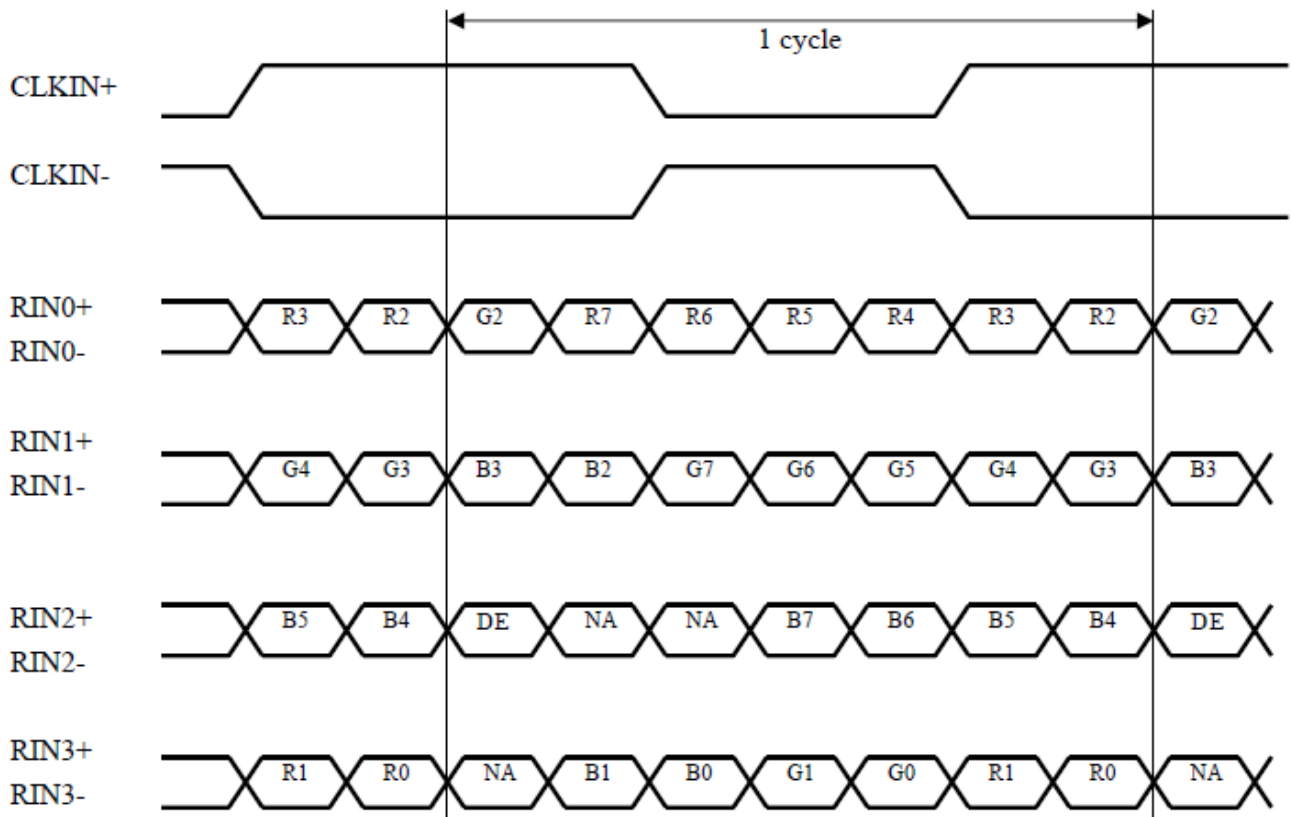 1 cycle
CLKIN+
CLKIN-
RIN0+
R3 R2 G2 R7 R6 R5 R4 R3 R2 G2
RIN0-
RIN1+
G4 G3 B3 B2 G7 G6 G5 G4 G3 B3
RIN1-
RIN2+
B5 B4 DE NA NA B7 B6 B5 B4 DE
RIN2-
RIN3+
R1 R0 NA B1 B0 G1 G0 R1 R0 NA
RIN3-